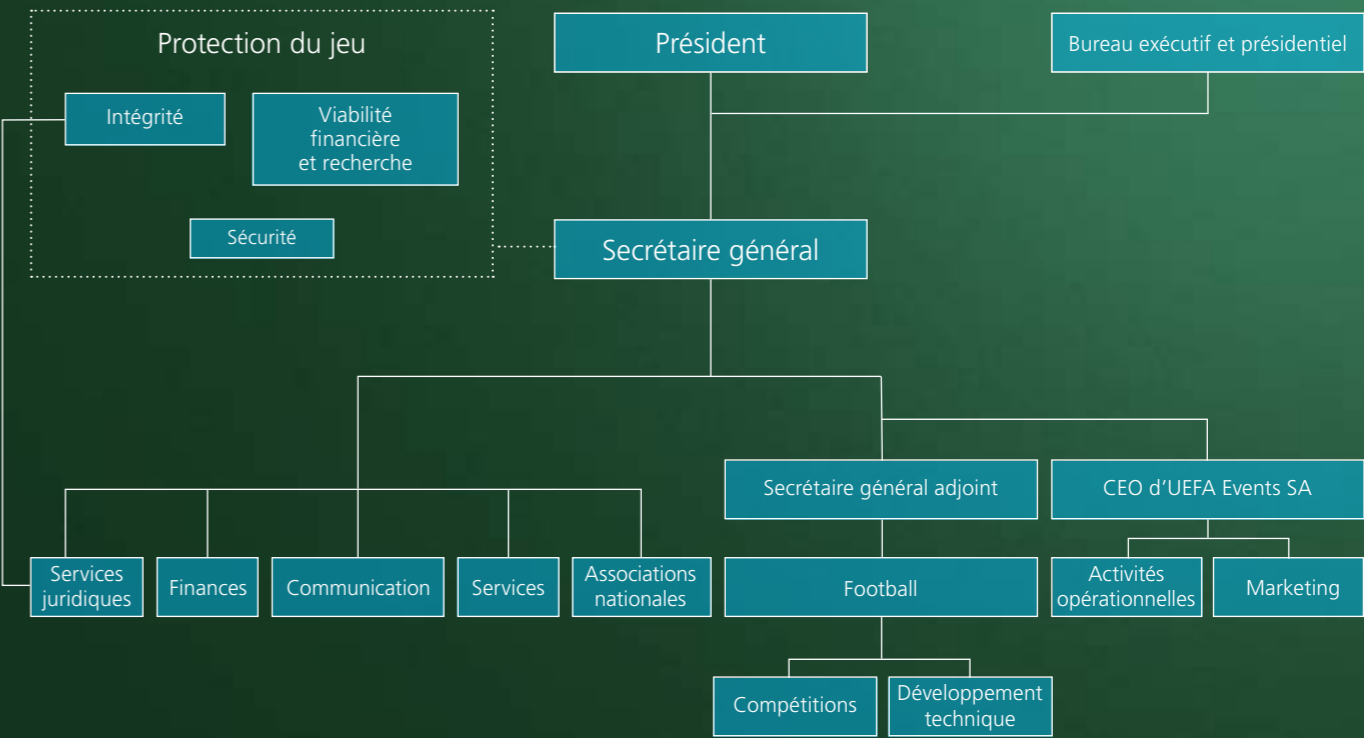 Protection du jeu
Président
Bureau exécutif et présidentiel
Intégrité
Viabilité
financière
et recherche
Sécurité
Secrétaire général
Secrétaire général adjoint
CEO d’UEFA Events SA
Services
juridiques
Finances
Communication
Services
Associations
nationales
Football
Activités
opérationnelles
Marketing
Compétitions
Développement
technique